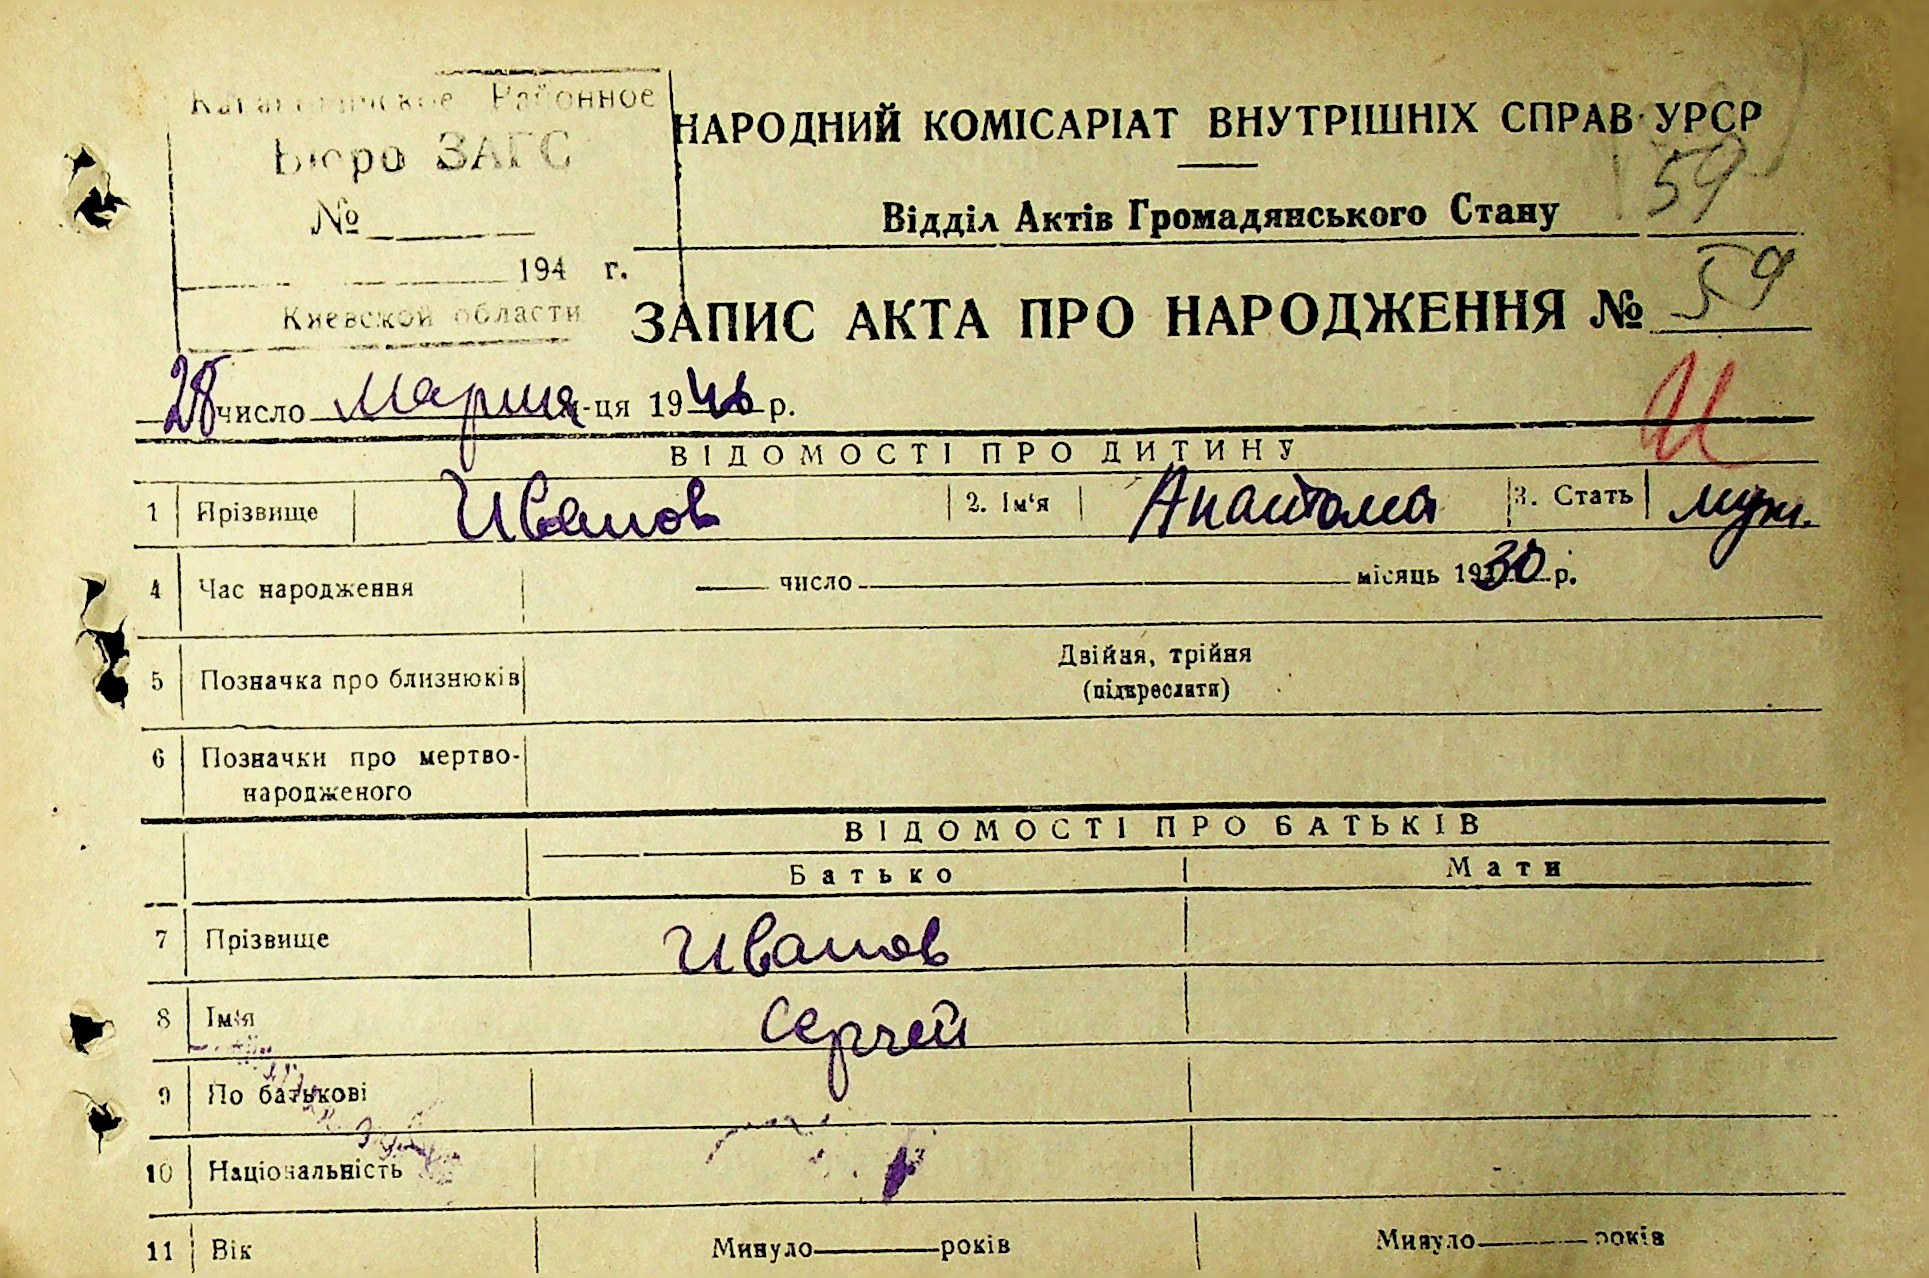 Кагановичское Районное
Бюро ЗАГС
№
194 г.
Киевской области
НАРОДНИЙ КОМІСАРІАТ ВНУТРІШНІХ СПРАВ УРСР
59
Відділ Актів Громадянського Стану
ЗАПИС АКТА ПРО НАРОДЖЕННЯ № 59
28 число марта м-ця 1946 р.
И
ВІДОМОСТІ ПРО ДИТИНУ
1 Прізвище Иванов 2. Ім'я 3. Стать муж.
4 Час народження число місяць 1930 р.
5 Позначка про близнюків Двійня, трійня
(підкреслити)
6 Позначки про мертво-
народженого
ВІДОМОСТІ ПРО БАТЬКІВ
Батько Мати
7 Прізвище Иванов
8 Ім'я Сергей
9 По батькові
10 Національність
11 Вік Минуло років Минуло років